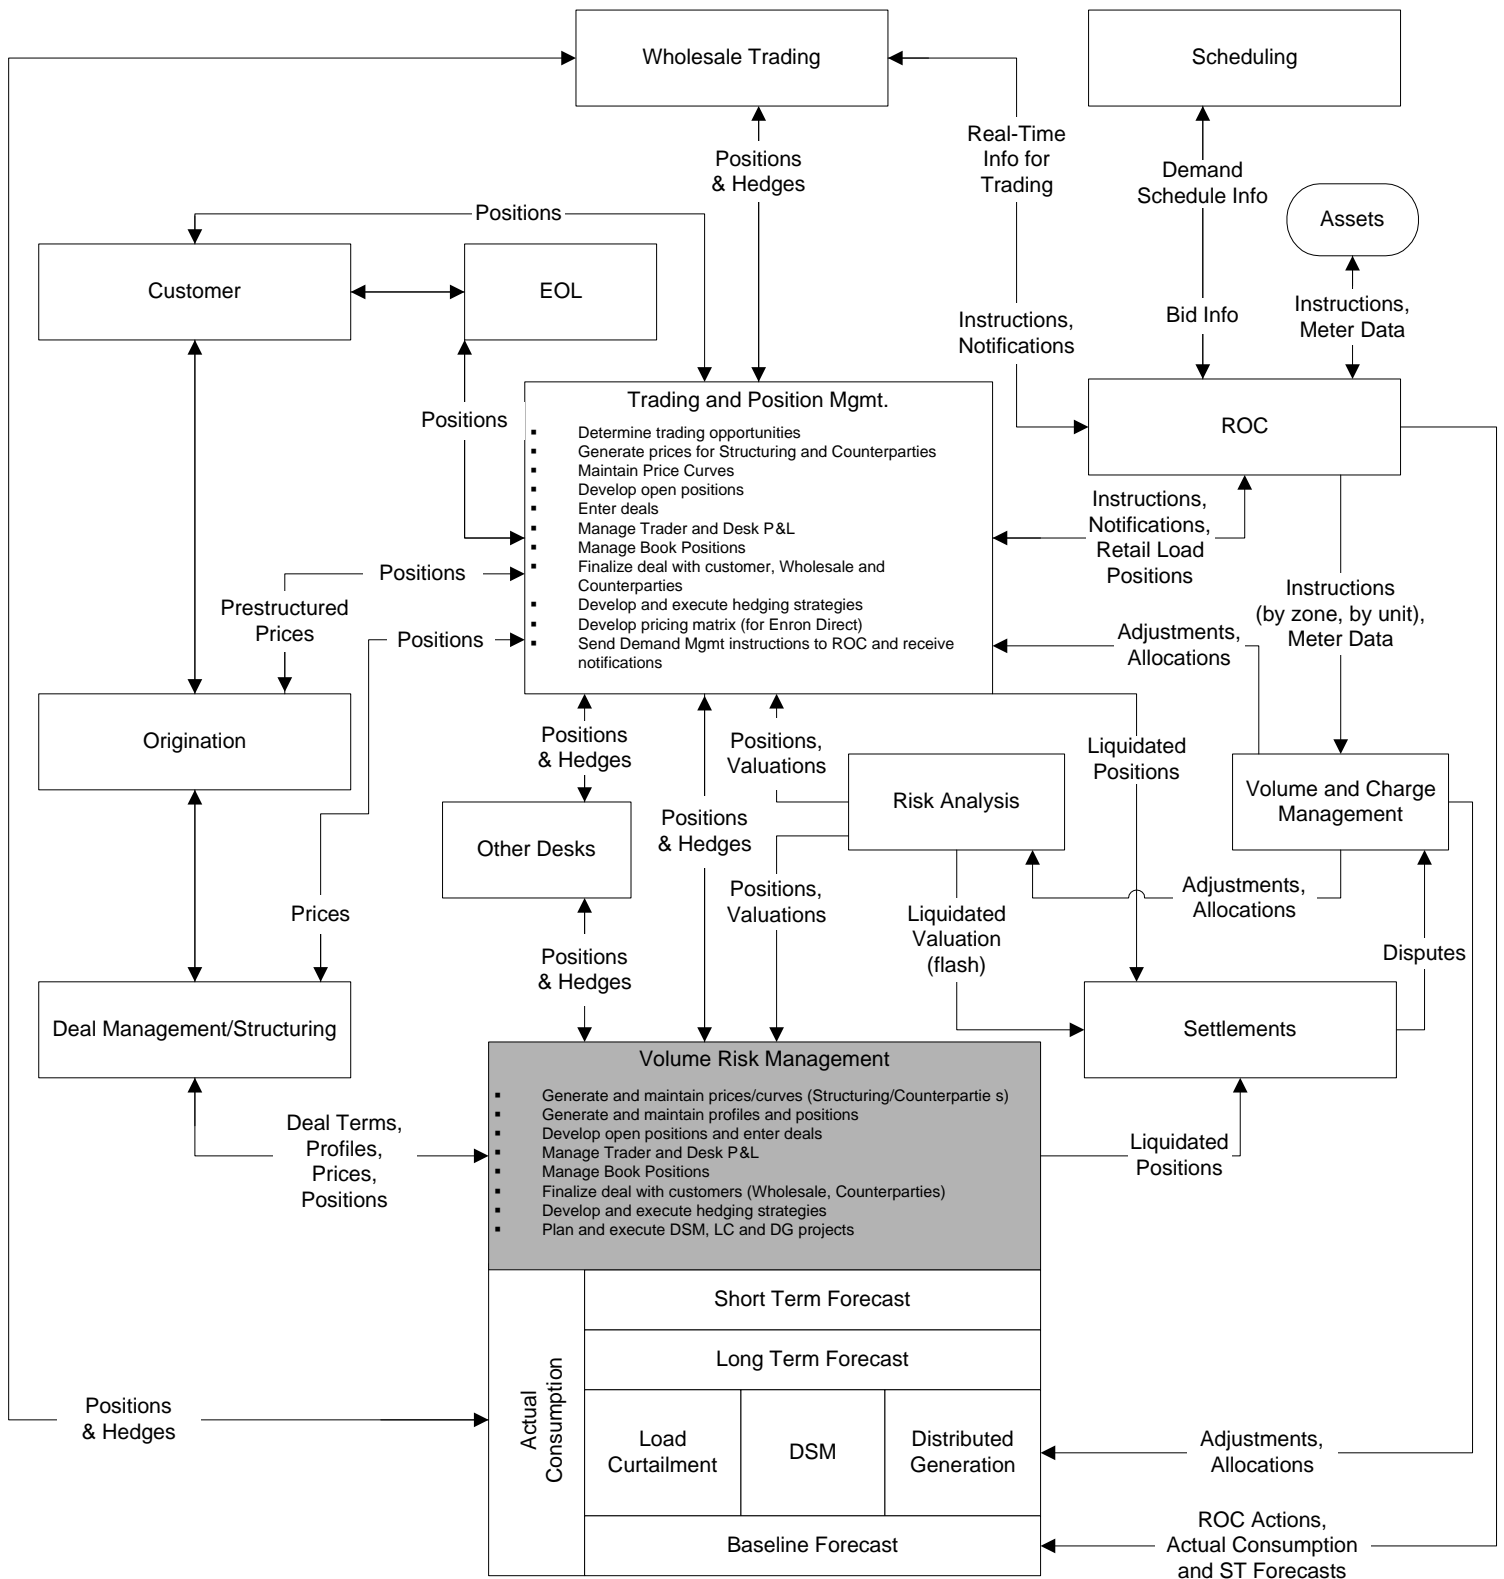 Wholesale Trading
Scheduling
Real-Time
Info for
Trading
Positions
& Hedges
Demand
Schedule Info
Positions
Assets
Customer
EOL
Instructions,
Meter Data
Bid Info
Instructions,
Notifications
Positions
Trading and Position Mgmt.
▪ Determine trading opportunities
▪ Generate prices for Structuring and Counterparties
▪ Maintain Price Curves
▪ Develop open positions
▪ Enter deals
▪ Manage Trader and Desk P&L
▪ Manage Book Positions
▪ Finalize deal with customer, Wholesale and
Counterparties
▪ Develop and execute hedging strategies
▪ Develop pricing matrix (for Enron Direct)
▪ Send Demand Mgmt instructions to ROC and receive
notifications
ROC
Instructions,
Notifications,
Retail Load
Positions
Positions
Prestructured
Prices
Positions
Instructions
(by zone, by unit),
Meter Data
Adjustments,
Allocations
Origination
Positions
& Hedges
Positions,
Valuations
Liquidated
Positions
Risk Analysis
Volume and Charge
Management
Positions
& Hedges
Other Desks
Prices
Positions,
Valuations
Liquidated
Valuation
(flash)
Adjustments,
Allocations
Disputes
Positions
& Hedges
Deal Management/Structuring
Settlements
Volume Risk Management
▪ Generate and maintain prices/curves (Structuring/Counterpartie s)
▪ Generate and maintain profiles and positions
▪ Develop open positions and enter deals
▪ Manage Trader and Desk P&L
▪ Manage Book Positions
▪ Finalize deal with customers (Wholesale, Counterparties)
▪ Develop and execute hedging strategies
▪ Plan and execute DSM, LC and DG projects
Deal Terms,
Profiles,
Prices,
Positions
Liquidated
Positions
Short Term Forecast
Long Term Forecast
Actual
Consumption
Load
Curtailment
DSM
Distributed
Generation
Baseline Forecast
Positions
& Hedges
Adjustments,
Allocations
ROC Actions,
Actual Consumption
and ST Forecasts